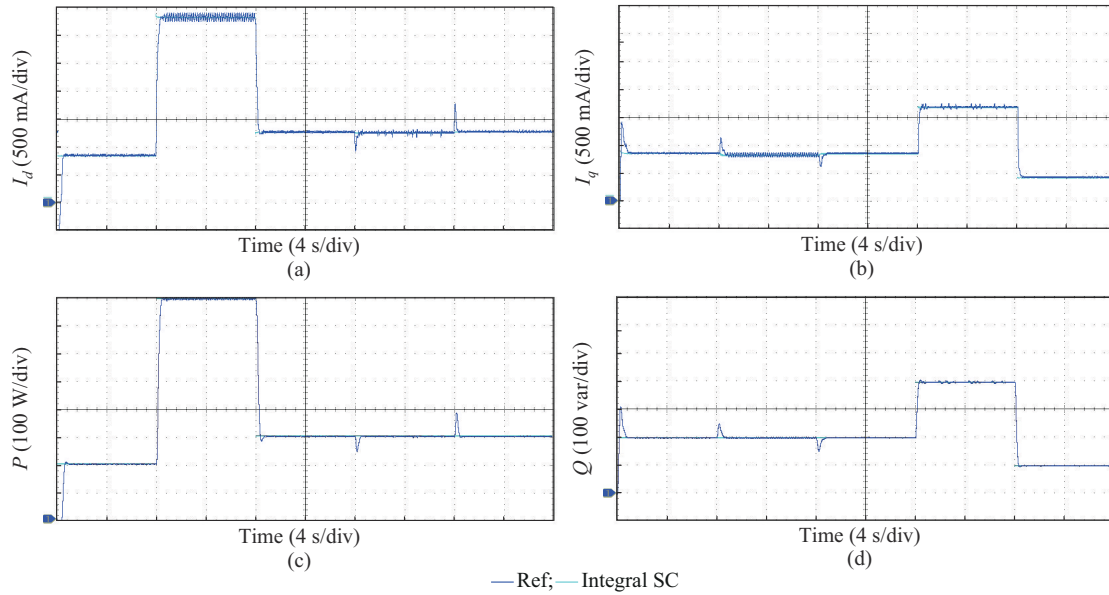 I_d (500 mA/div)
Time (4 s/div)
(a)
I_q (500 mA/div)
Time (4 s/div)
(b)
P (100 W/div)
Time (4 s/div)
(c)
Q (100 var/div)
Time (4 s/div)
(d)
Ref; Integral SC